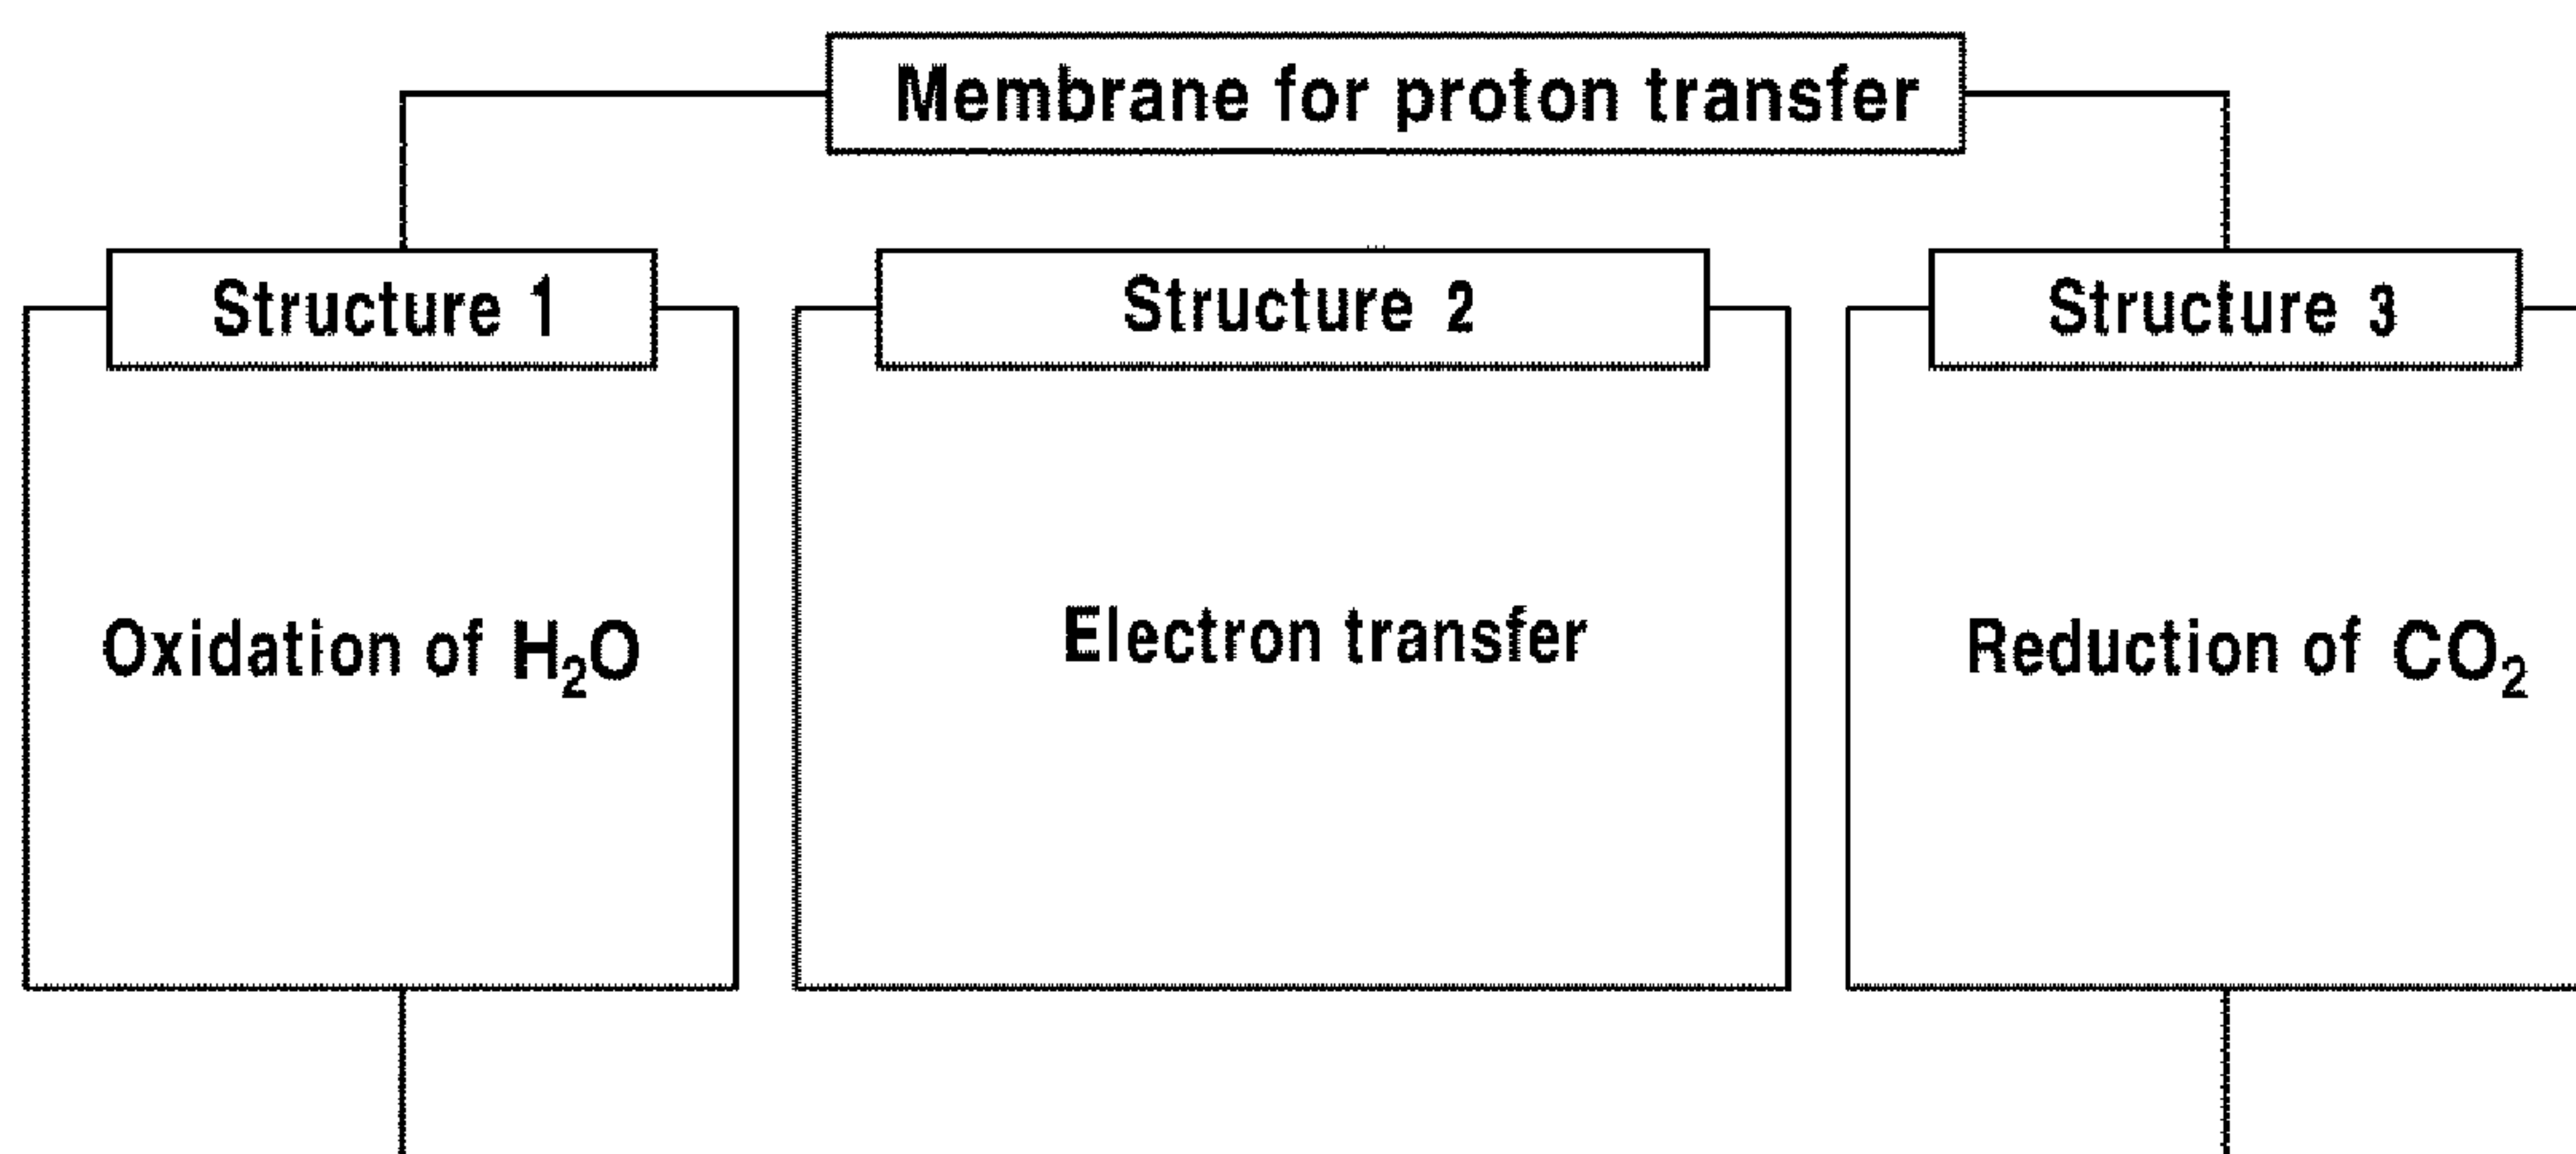 Membrane for proton transfer
Structure 1
Structure 2
Structure 3
Oxidation of H₂O
Electron transfer
Reduction of CO₂